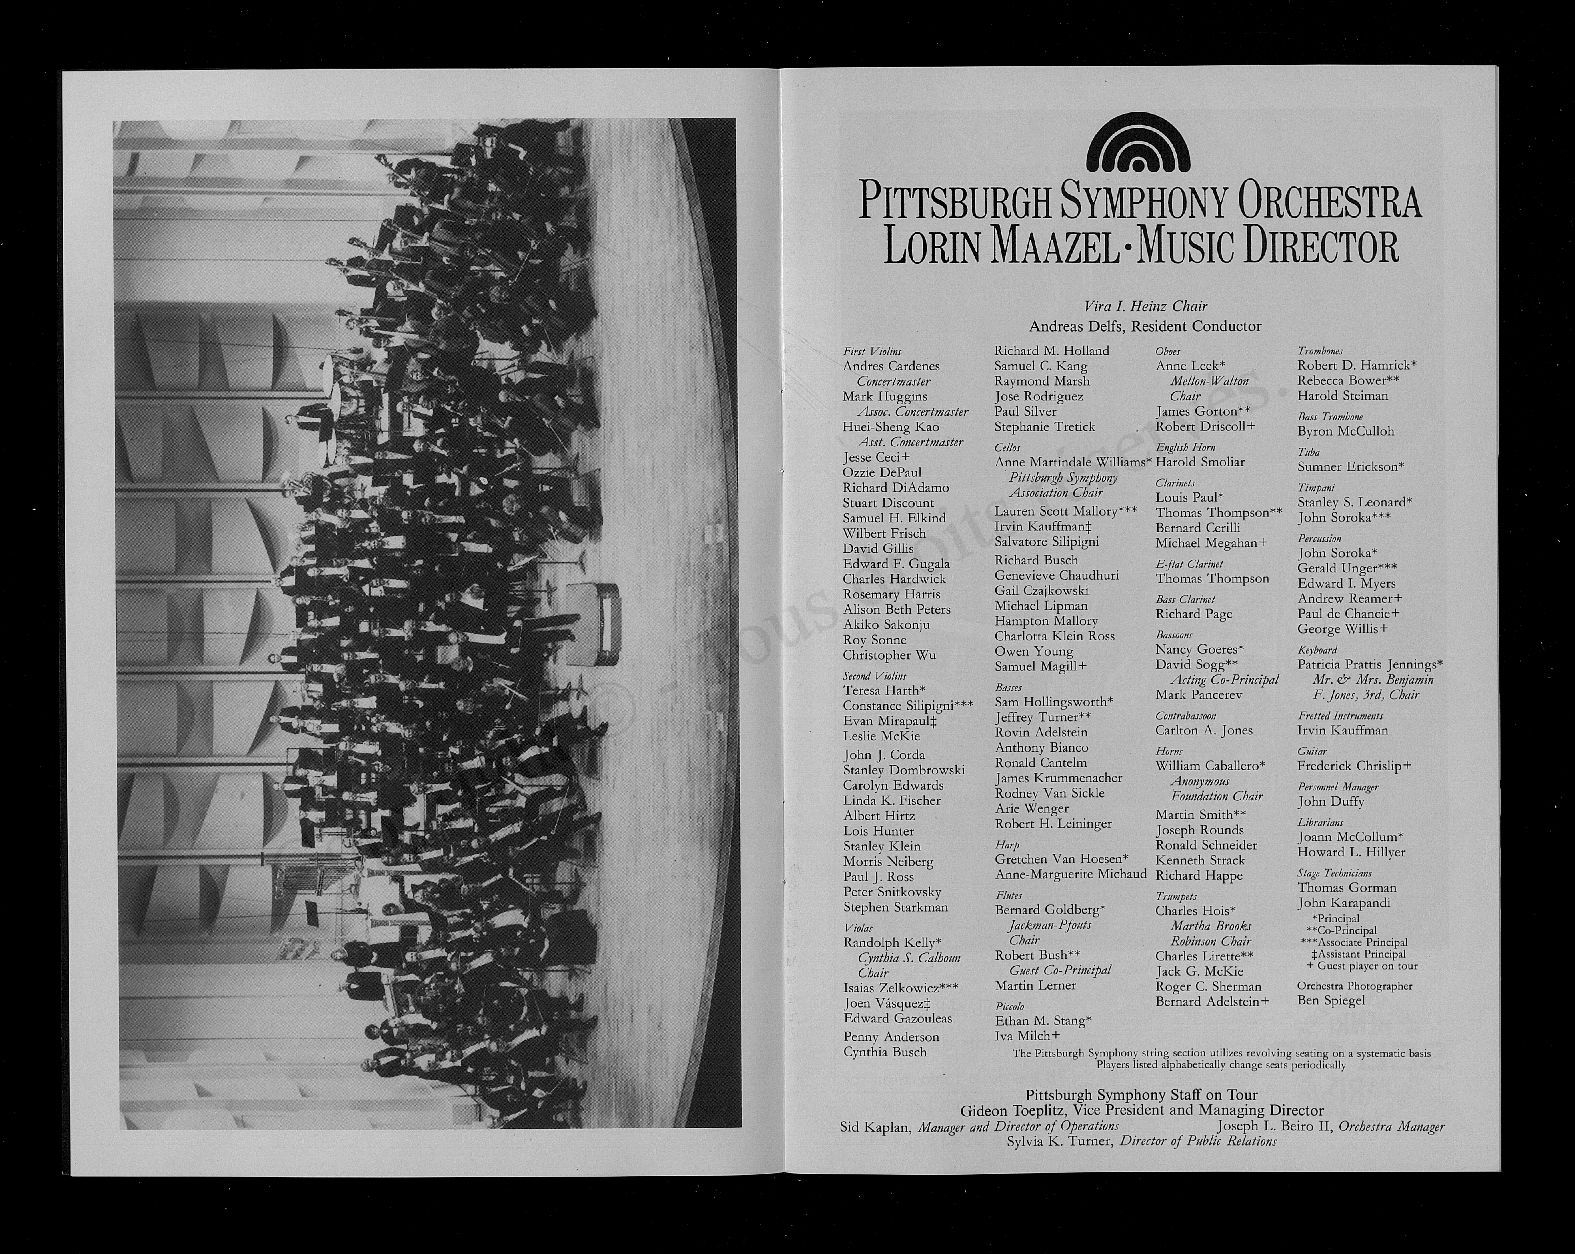 PITTSBURGH SYMPHONY ORCHESTRA
LORIN MAAZEL · MUSIC DIRECTOR
Vira I. Heinz Chair
Andreas Delfs, Resident Conductor
First Violins
Andres Cardenes
Concertmaster
Mark Huggins
Assoc. Concertmaster
Huei-Sheng Kao
Asst. Concertmaster
Jesse Ceci+
Ozzie DePaul
Richard DiAdamo
Stuart Discount
Samuel H. Elkind
Wilbert Frisch
David Gillis
Edward F. Gugala
Charles Hardwick
Rosemary Harris
Alison Beth Peters
Akiko Sakonju
Roy Sonne
Christopher Wu
Second Violins
Teresa Harth*
Constance Silipigni***
Evan Mirapaul‡
Leslie McKie
John J. Corda
Stanley Dombrowski
Carolyn Edwards
Linda K. Fischer
Albert Hirtz
Lois Hunter
Stanley Klein
Morris Neiberg
Paul J. Ross
Peter Snitkovsky
Stephen Starkman
Violas
Randolph Kelly*
Cynthia S. Calhoun
Chair
Isaias Zelkowicz***
Joen Vásquez‡
Edward Gazouleas
Penny Anderson
Cynthia Busch
Richard M. Holland
Samuel C. Kang
Raymond Marsh
Jose Rodriguez
Paul Silver
Stephanie Tretick
Cellos
Anne Martindale Williams*
Pittsburgh Symphony
Association Chair
Lauren Scott Mallory***
Irvin Kauffman‡
Salvatore Silipigni
Richard Busch
Genevieve Chaudhuri
Gail Czajkowski
Michael Lipman
Hampton Mallory
Charlotta Klein Ross
Owen Young
Samuel Magill+
Basses
Sam Hollingsworth*
Jeffrey Turner**
Rovin Adelstein
Anthony Bianco
Ronald Cantelm
James Krummenacher
Rodney Van Sickle
Arie Wenger
Robert H. Leininger
Harp
Gretchen Van Hoesen*
Anne-Marguerite Michaud
Flutes
Bernard Goldberg*
Jackman-Pfouts
Chair
Robert Bush**
Guest Co-Principal
Martin Lerner
Piccolo
Ethan M. Stang*
Iva Milch+
Oboes
Anne Leek*
Mellon-Walton
Chair
James Gorton**
Robert Driscoll+
English Horn
Harold Smoliar
Clarinets
Louis Paul*
Thomas Thompson**
Bernard Cerilli
Michael Megahan+
E-flat Clarinet
Thomas Thompson
Bass Clarinet
Richard Page
Bassoons
Nancy Goeres*
David Sogg**
Acting Co-Principal
Mark Pancerev
Contrabassoon
Carlton A. Jones
Horns
William Caballero*
Anonymous
Foundation Chair
Martin Smith**
Joseph Rounds
Ronald Schneider
Kenneth Strack
Richard Happe
Trumpets
Charles Hois*
Martha Brooks
Robinson Chair
Charles Lirette**
Jack G. McKie
Roger C. Sherman
Bernard Adelstein+
Trombones
Robert D. Hamrick*
Rebecca Bower**
Harold Steiman
Bass Trombone
Byron McCulloh
Tuba
Sumner Erickson*
Timpani
Stanley S. Leonard*
John Soroka***
Percussion
John Soroka*
Gerald Unger***
Edward I. Myers
Andrew Reamer+
Paul de Chancie+
George Willis+
Keyboard
Patricia Prattis Jennings*
Mr. & Mrs. Benjamin
F. Jones, 3rd, Chair
Fretted Instruments
Irvin Kauffman
Guitar
Frederick Chrislip+
Personnel Manager
John Duffy
Librarians
Joann McCollum*
Howard L. Hillyer
Stage Technicians
Thomas Gorman
John Karapandi
*Principal
**Co-Principal
***Associate Principal
‡Assistant Principal
+ Guest player on tour
Orchestra Photographer
Ben Spiegel
The Pittsburgh Symphony string section utilizes revolving seating on a systematic basis
Players listed alphabetically change seats periodically
Pittsburgh Symphony Staff on Tour
Gideon Toeplitz, Vice President and Managing Director
Sid Kaplan, Manager and Director of Operations Joseph L. Beiro II, Orchestra Manager
Sylvia K. Turner, Director of Public Relations